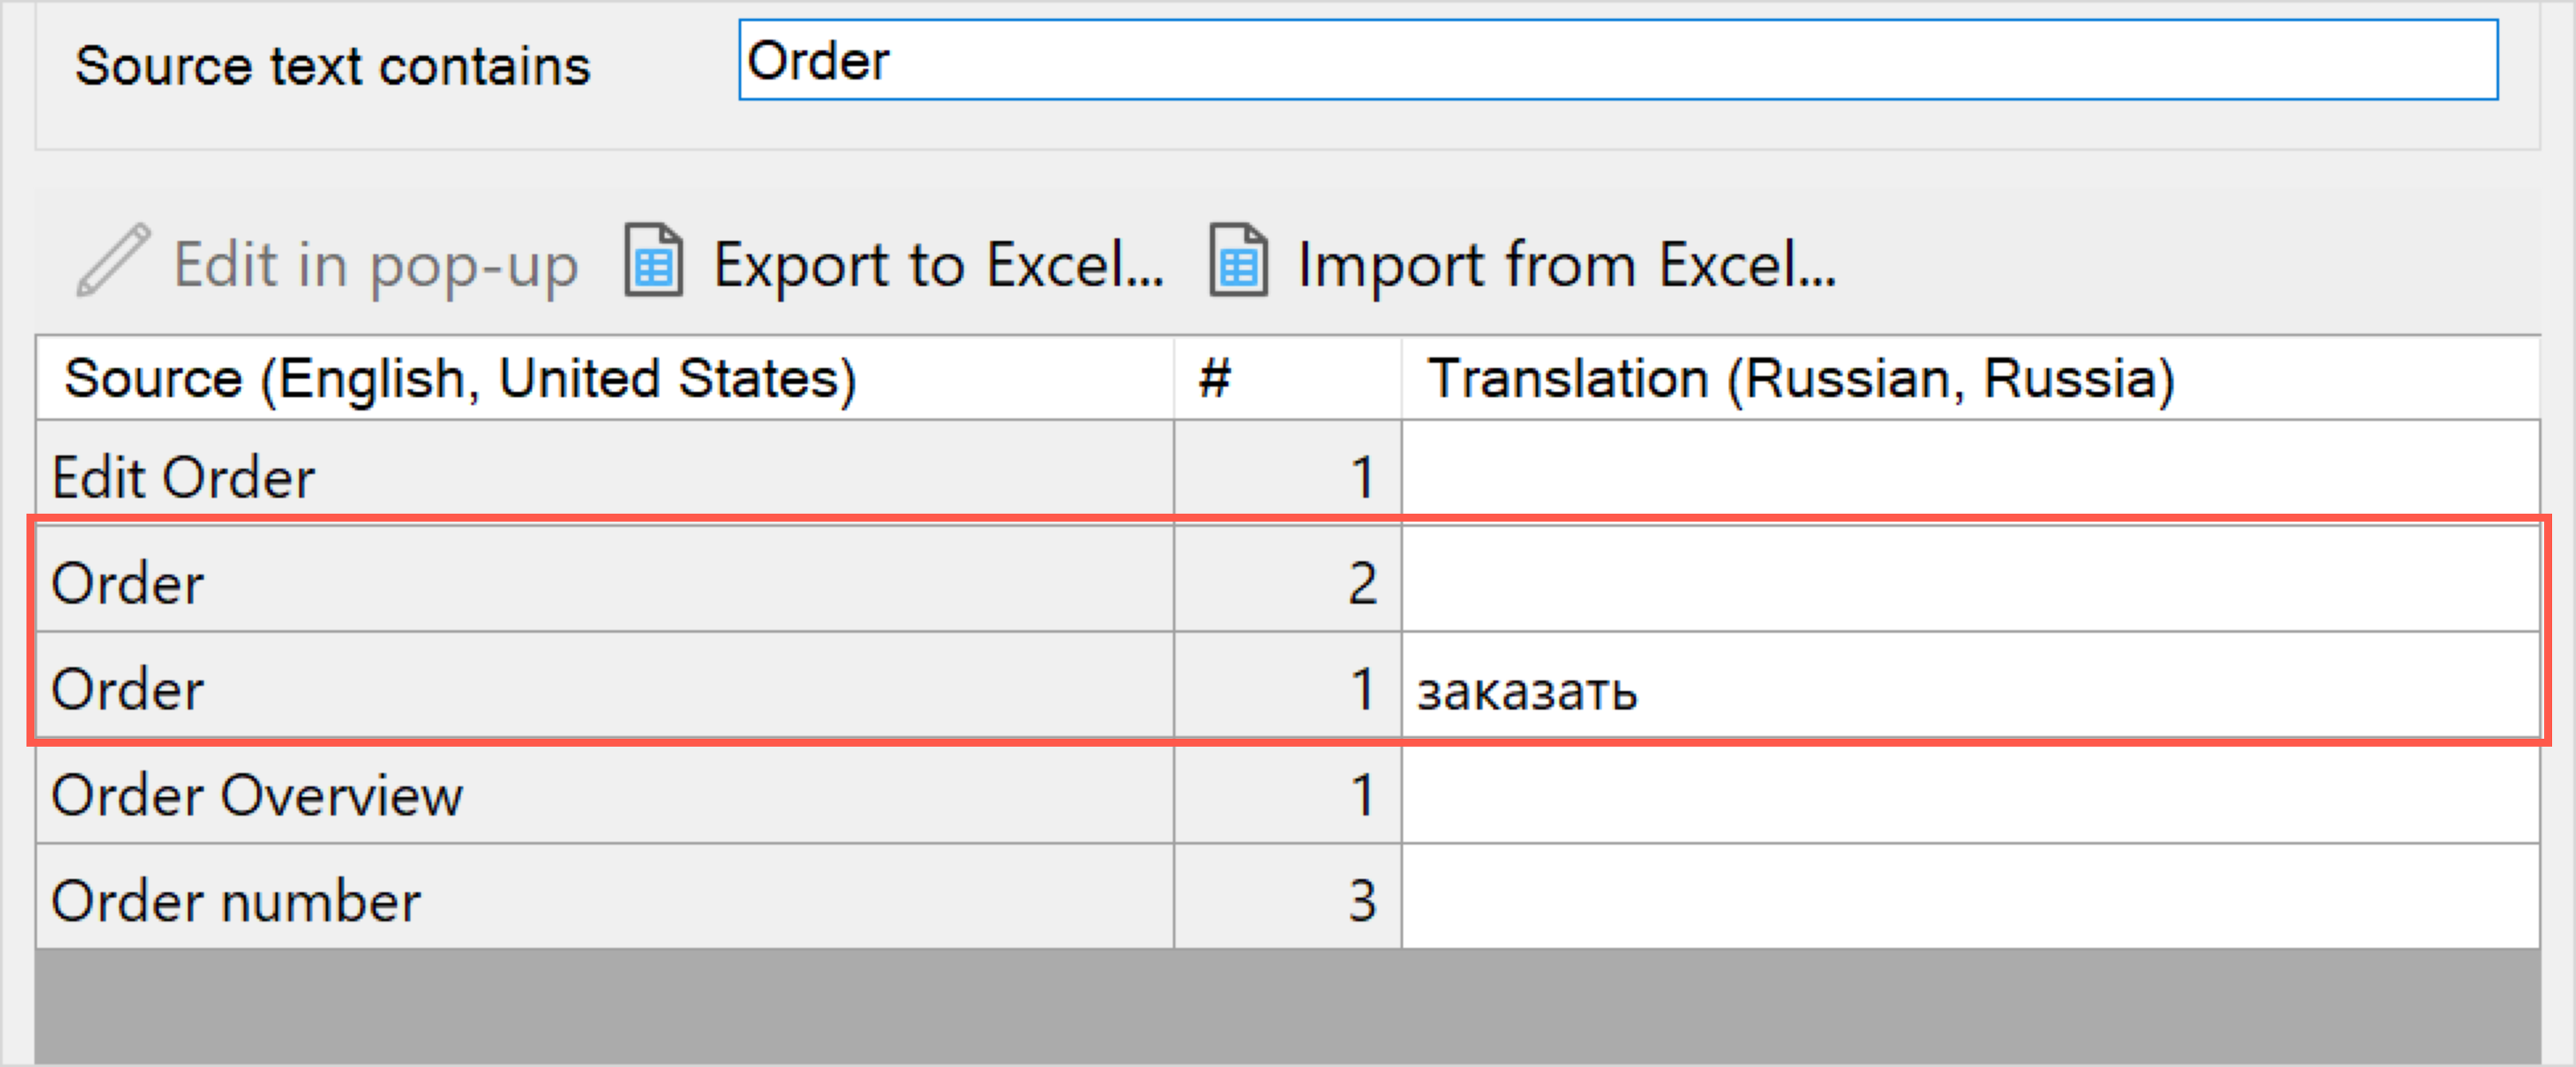 Source text contains Order
Edit in pop-up Export to Excel... Import from Excel...
Source (English, United States) # Translation (Russian, Russia)
Edit Order 1
Order 2
Order 1 заказать
Order Overview 1
Order number 3